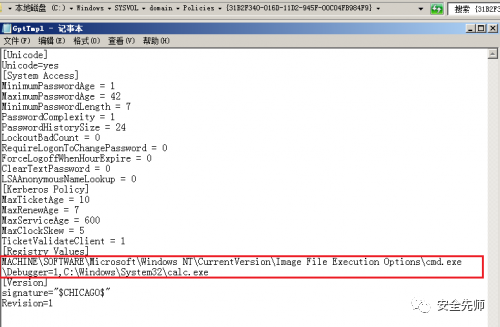 本地磁盘 (C:) ▾ Windows ▾ SYSVOL ▾ domain ▾ Policies ▾ {31B2F340-016D-11D2-945F-00C04FB984F9} ▾
搜索 {31B2F3
GptTmpl - 记事本
文件(F) 编辑(E) 格式(O) 查看(V) 帮助(H)
[Unicode]
Unicode=yes
[System Access]
MinimumPasswordAge = 1
MaximumPasswordAge = 42
MinimumPasswordLength = 7
PasswordComplexity = 1
PasswordHistorySize = 24
LockoutBadCount = 0
RequireLogonToChangePassword = 0
ForceLogoffWhenHourExpire = 0
ClearTextPassword = 0
LSAAnonymousNameLookup = 0
[Kerberos Policy]
MaxTicketAge = 10
MaxRenewAge = 7
MaxServiceAge = 600
MaxClockSkew = 5
TicketValidateClient = 1
[Registry Values]
MACHINE\SOFTWARE\Microsoft\Windows NT\CurrentVersion\Image File Execution Options\cmd.exe
\Debugger=1,C:\Windows\System32\calc.exe
[Version]
signature="$CHICAGO$"
Revision=1
安全先师